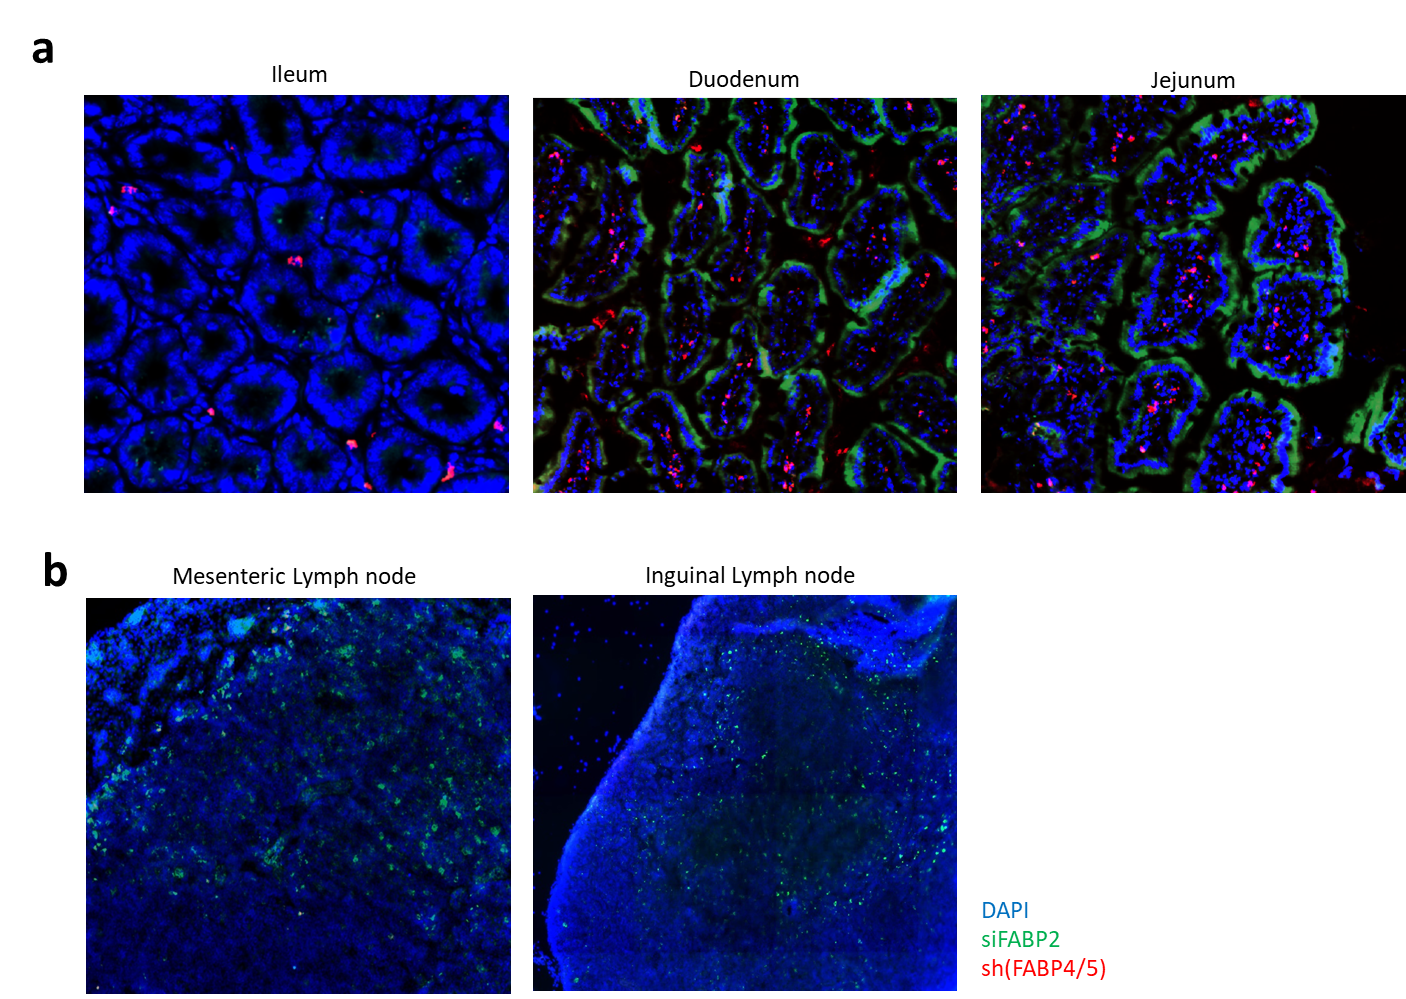 a
Ileum
Duodenum
Jejunum
b
Mesenteric Lymph node
Inguinal Lymph node
DAPI
siFABP2
sh(FABP4/5)